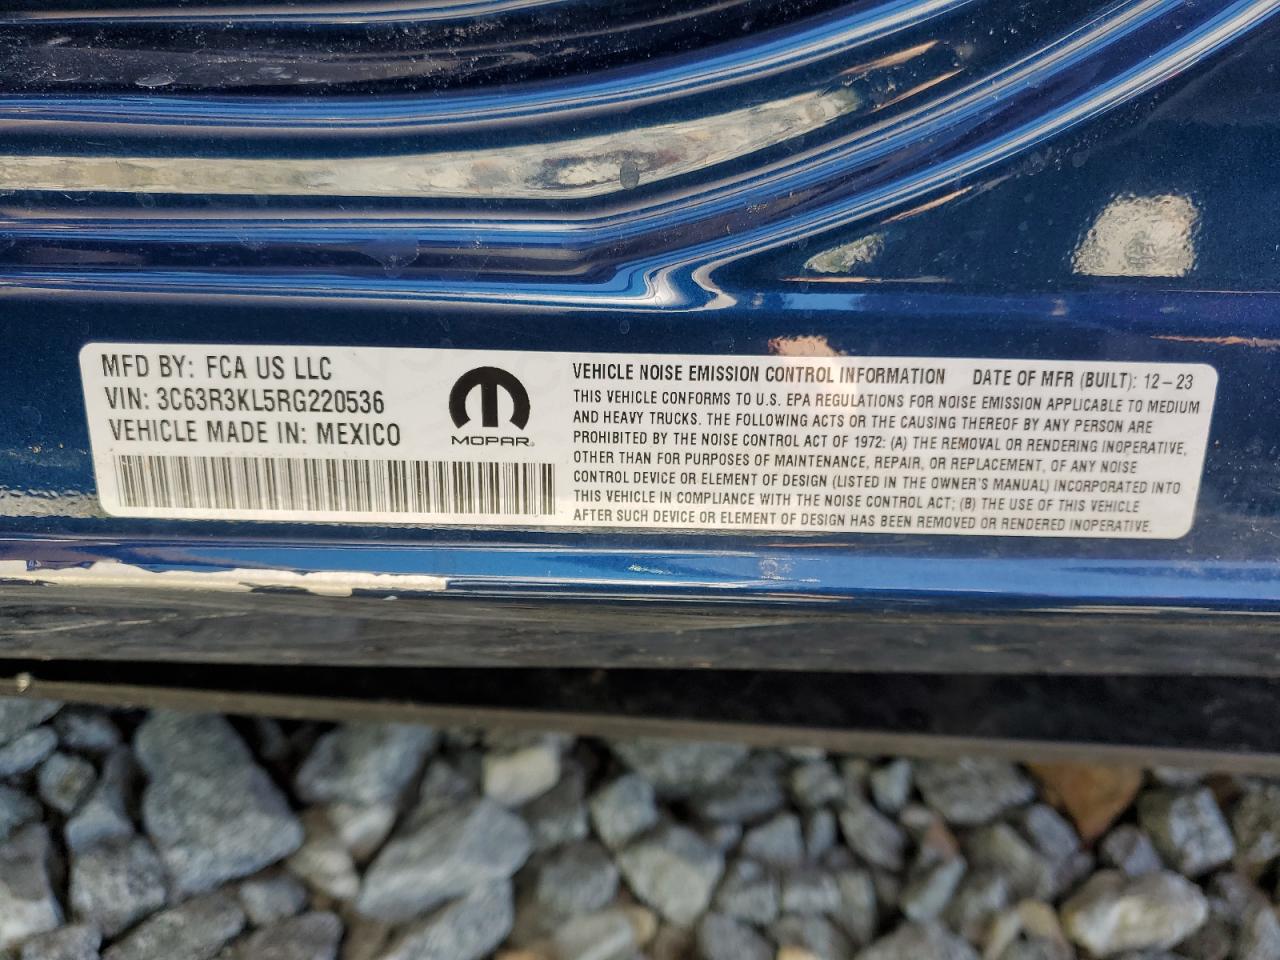 MFD BY: FCA US LLC
VIN: 3C63R3KL5RG220536
VEHICLE MADE IN: MEXICO
MOPAR
VEHICLE NOISE EMISSION CONTROL INFORMATION DATE OF MFR (BUILT): 12-23
THIS VEHICLE CONFORMS TO U.S. EPA REGULATIONS FOR NOISE EMISSION APPLICABLE TO MEDIUM
AND HEAVY TRUCKS. THE FOLLOWING ACTS OR THE CAUSING THEREOF BY ANY PERSON ARE
PROHIBITED BY THE NOISE CONTROL ACT OF 1972: (A) THE REMOVAL OR RENDERING INOPERATIVE,
OTHER THAN FOR PURPOSES OF MAINTENANCE, REPAIR, OR REPLACEMENT, OF ANY NOISE
CONTROL DEVICE OR ELEMENT OF DESIGN (LISTED IN THE OWNER'S MANUAL) INCORPORATED INTO
THIS VEHICLE IN COMPLIANCE WITH THE NOISE CONTROL ACT; (B) THE USE OF THIS VEHICLE
AFTER SUCH DEVICE OR ELEMENT OF DESIGN HAS BEEN REMOVED OR RENDERED INOPERATIVE.